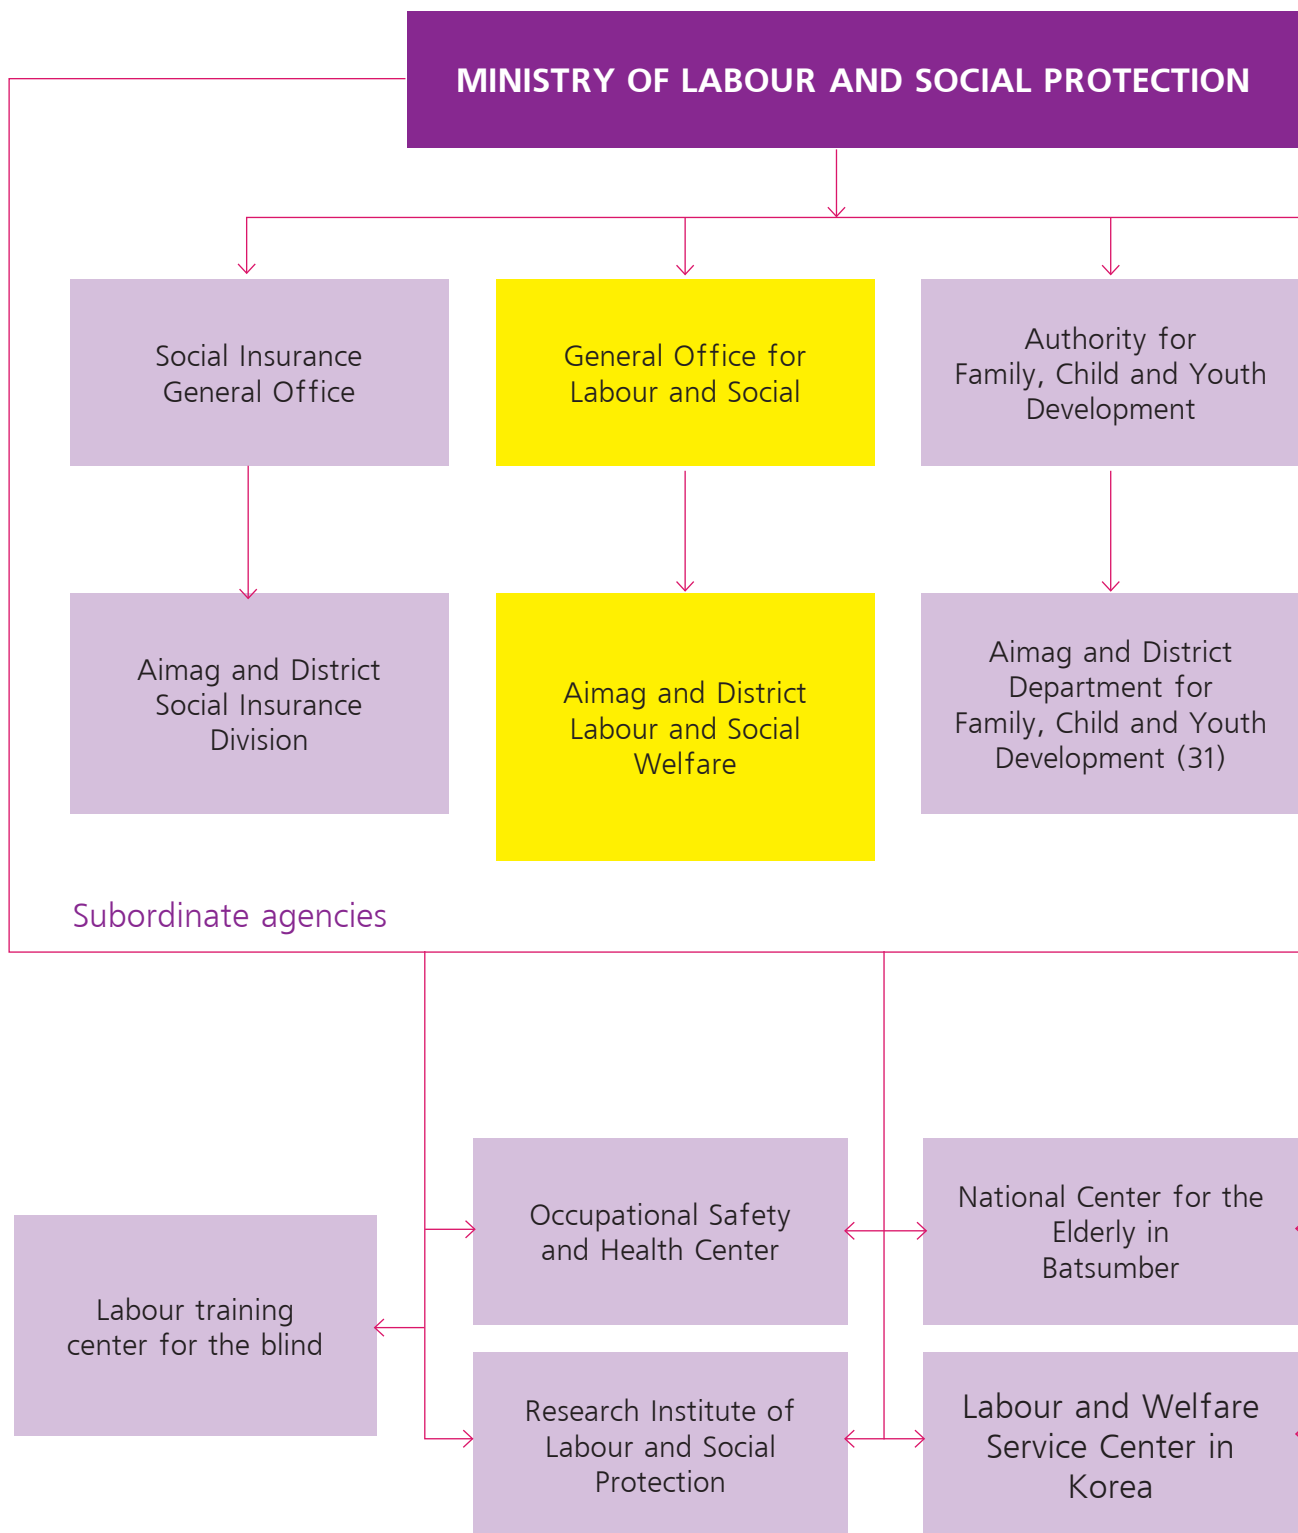 MINISTRY OF LABOUR AND SOCIAL PROTECTION
Social Insurance
General Office
General Office for
Labour and Social
Authority for
Family, Child and Youth
Development
Aimag and District
Social Insurance
Division
Aimag and District
Labour and Social
Welfare
Aimag and District
Department for
Family, Child and Youth
Development (31)
Subordinate agencies
Labour training
center for the blind
Occupational Safety
and Health Center
National Center for the
Elderly in
Batsumber
Research Institute of
Labour and Social
Protection
Labour and Welfare
Service Center in
Korea